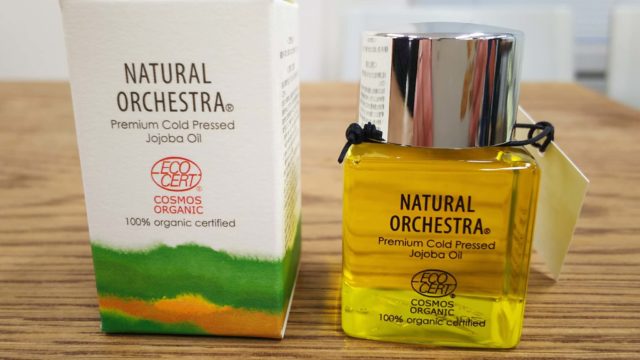 NATURAL
ORCHESTRA®
Premium Cold Pressed
Jojoba Oil
ECO
CERT®
COSMOS
ORGANIC
100% organic certified
NATURAL
ORCHESTRA®
Premium Cold Pressed
Jojoba Oil
ECO
CERT®
COSMOS
ORGANIC
100% organic certified